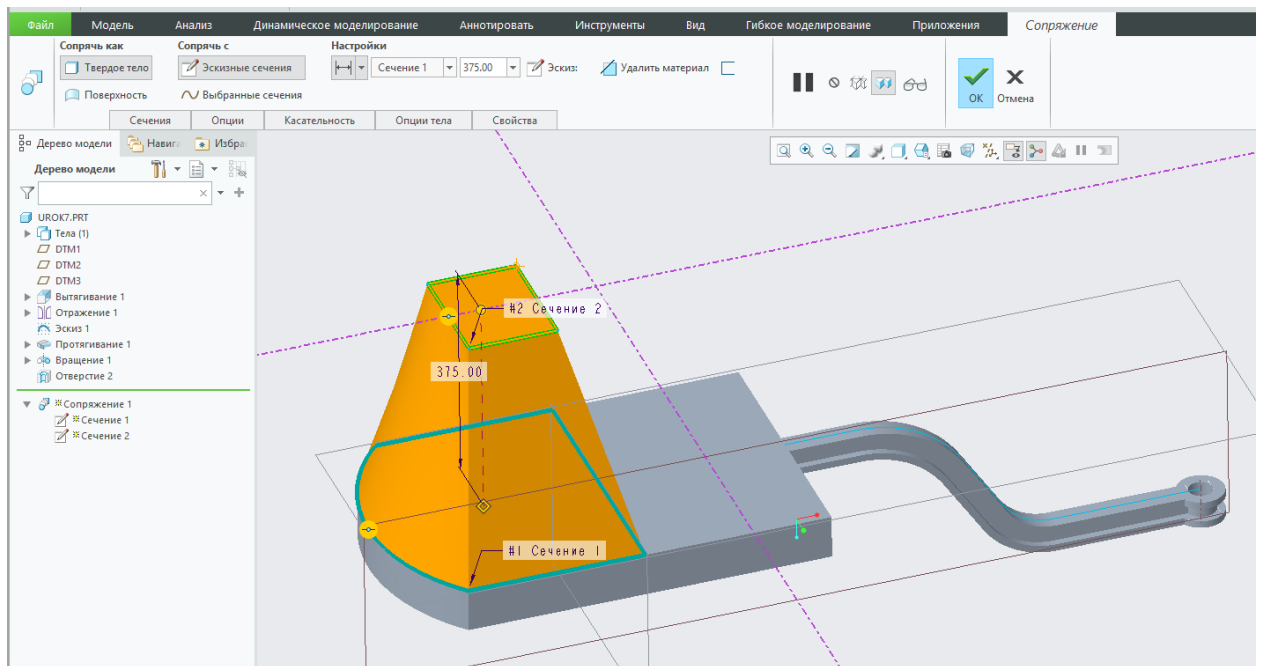 Файл Модель Анализ Динамическое моделирование Аннотировать Инструменты Вид Гибкое моделирование Приложения Сопряжение
Сопрячь как Сопрячь с Настройки
Твердое тело Эскизные сечения Сечение 1 375.00 Эскиз: Удалить материал
Поверхность Выбранные сечения
OK Отмена
Сечения Опции Касательность Опции тела Свойства
Дерево модели Навиг Избра
Дерево модели
UROK7.PRT
Тела (1)
DTM1
DTM2
DTM3
Вытягивание 1
Отражение 1
Эскиз 1
Протягивание 1
Вращение 1
Отверстие 2
Сопряжение 1
Сечение 1
Сечение 2
#2 Сечение 2
375.00
#1 Сечение 1